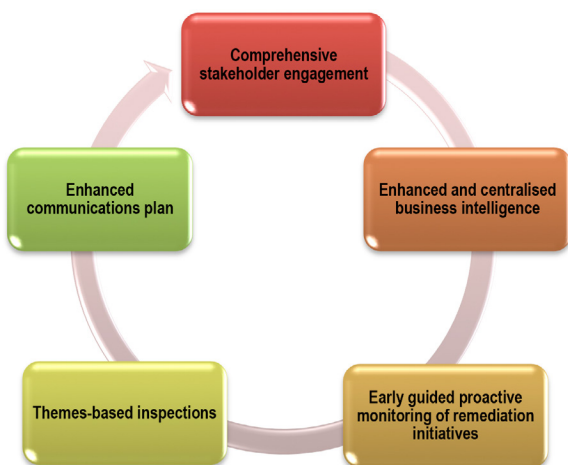 Comprehensive
stakeholder engagement
Enhanced and centralised
business intelligence
Early guided proactive
monitoring of remediation
initiatives
Themes-based inspections
Enhanced
communications plan